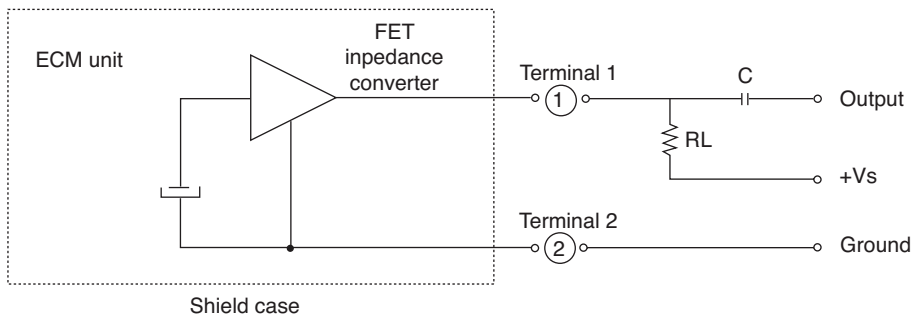 ECM unit
FET
inpedance
converter
Terminal 1
1
C
Output
RL
+Vs
Terminal 2
2
Ground
Shield case